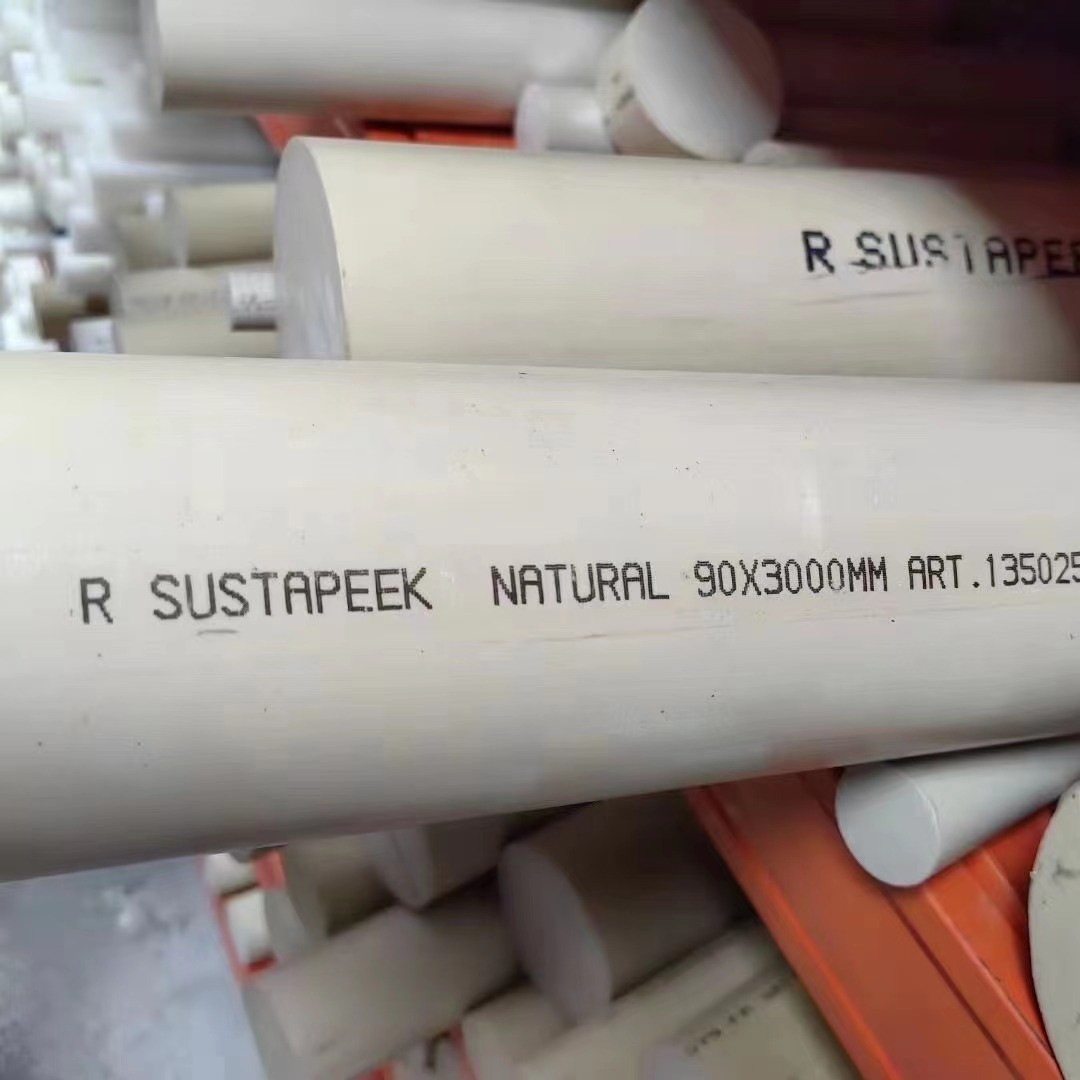 R SUSTAPEEK
R SUSTAPEEK NATURAL 90X3000MM ART.135025